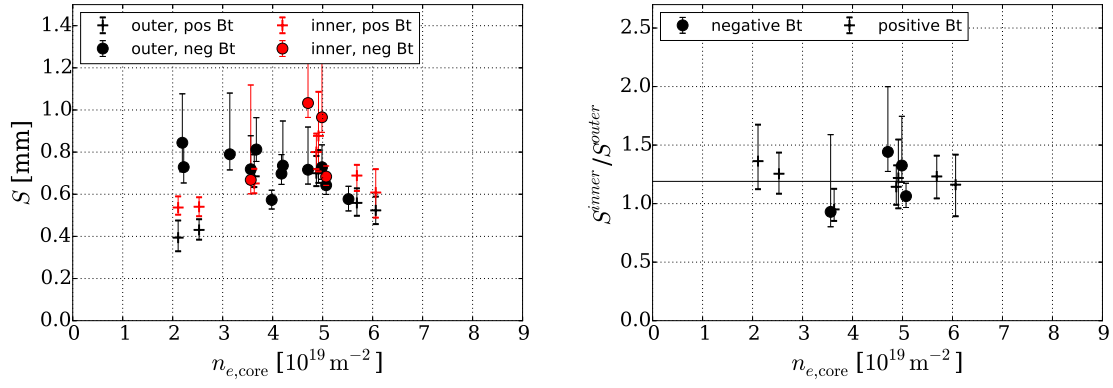 outer, pos Bt
outer, neg Bt
inner, pos Bt
inner, neg Bt
S [mm]
1.4
1.2
1.0
0.8
0.6
0.4
0.2
0.0
0 1 2 3 4 5 6 7 8 9
n_{e,core} [10^{19} m^{-2}]
negative Bt positive Bt
S^{inner}/S^{outer}
2.5
2.0
1.5
1.0
0.5
0.0
0 1 2 3 4 5 6 7 8 9
n_{e,core} [10^{19} m^{-2}]